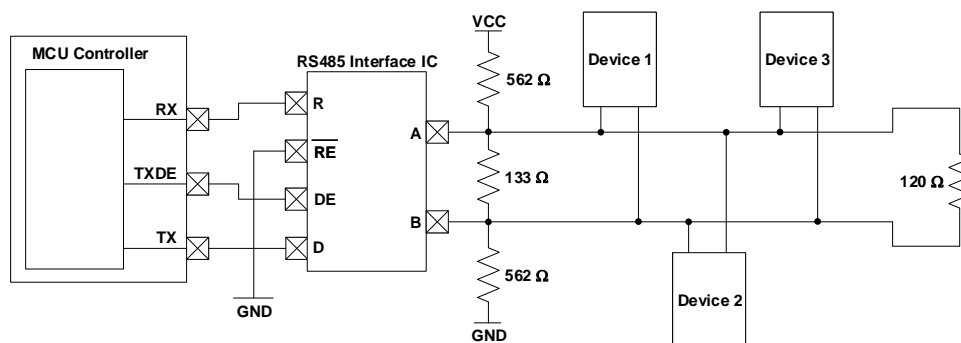 MCU Controller
RX
TXDE
TX
GND
RS485 Interface IC
R
RE
DE
D
A
B
VCC
562 Ω
133 Ω
562 Ω
GND
Device 1
Device 3
Device 2
120 Ω